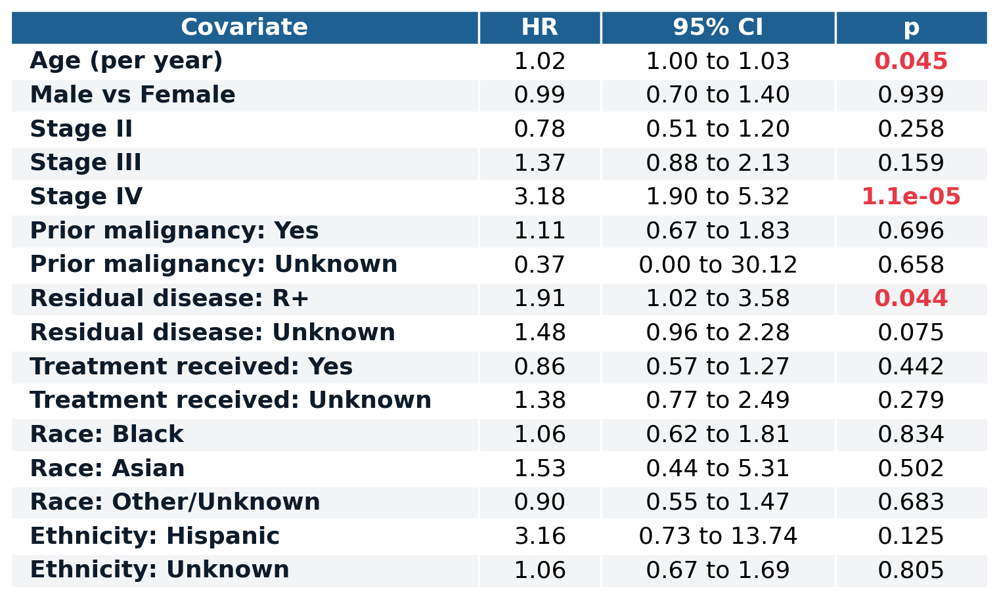 Covariate HR 95% CI p
Age (per year) 1.02 1.00 to 1.03 0.045
Male vs Female 0.99 0.70 to 1.40 0.939
Stage II 0.78 0.51 to 1.20 0.258
Stage III 1.37 0.88 to 2.13 0.159
Stage IV 3.18 1.90 to 5.32 1.1e-05
Prior malignancy: Yes 1.11 0.67 to 1.83 0.696
Prior malignancy: Unknown 0.37 0.00 to 30.12 0.658
Residual disease: R+ 1.91 1.02 to 3.58 0.044
Residual disease: Unknown 1.48 0.96 to 2.28 0.075
Treatment received: Yes 0.86 0.57 to 1.27 0.442
Treatment received: Unknown 1.38 0.77 to 2.49 0.279
Race: Black 1.06 0.62 to 1.81 0.834
Race: Asian 1.53 0.44 to 5.31 0.502
Race: Other/Unknown 0.90 0.55 to 1.47 0.683
Ethnicity: Hispanic 3.16 0.73 to 13.74 0.125
Ethnicity: Unknown 1.06 0.67 to 1.69 0.805